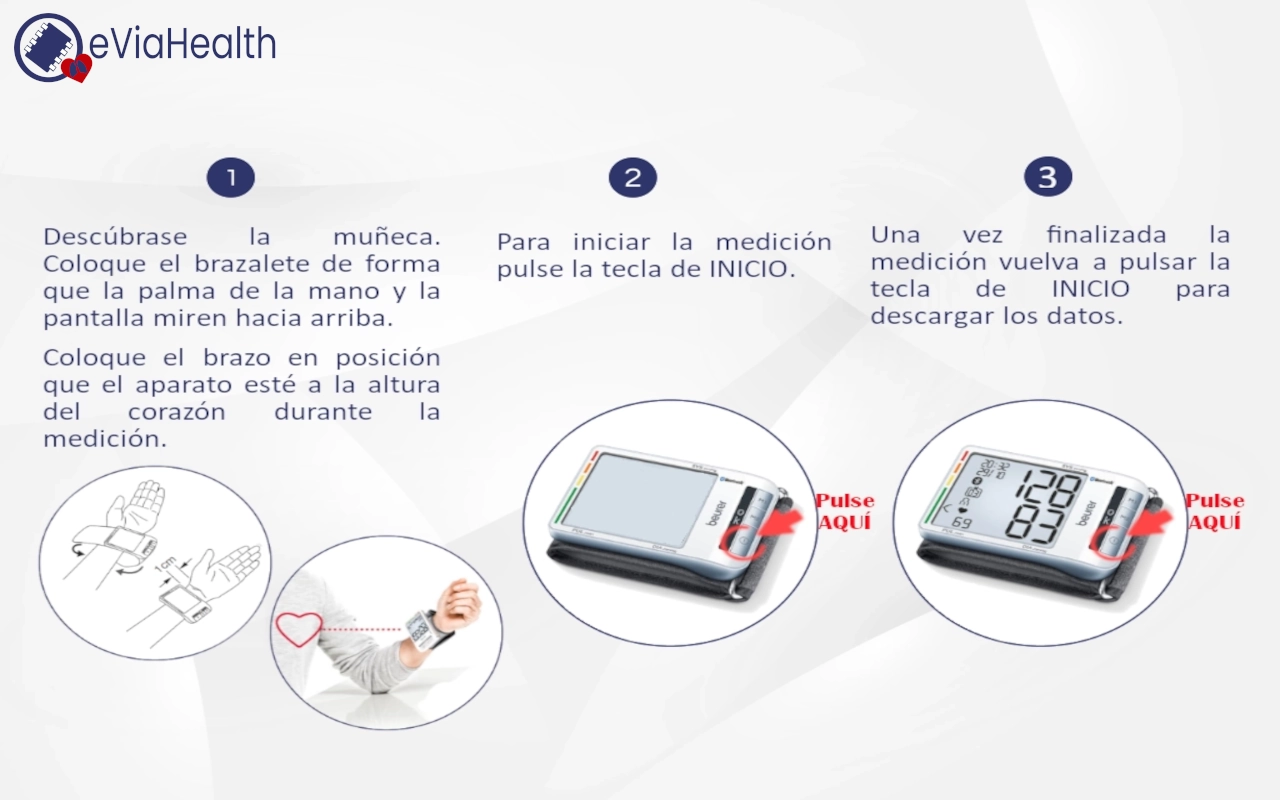 eViaHealth
1
Descúbrase la muñeca.
Coloque el brazalete de forma
que la palma de la mano y la
pantalla miren hacia arriba.
Coloque el brazo en posición
que el aparato esté a la altura
del corazón durante la
medición.
1cm
2
Para iniciar la medición
pulse la tecla de INICIO.
beurer
Bluetooth
Pulse
AQUÍ
3
Una vez finalizada la
medición vuelva a pulsar la
tecla de INICIO para
descargar los datos.
128
83
69
beurer
Bluetooth
Pulse
AQUÍ